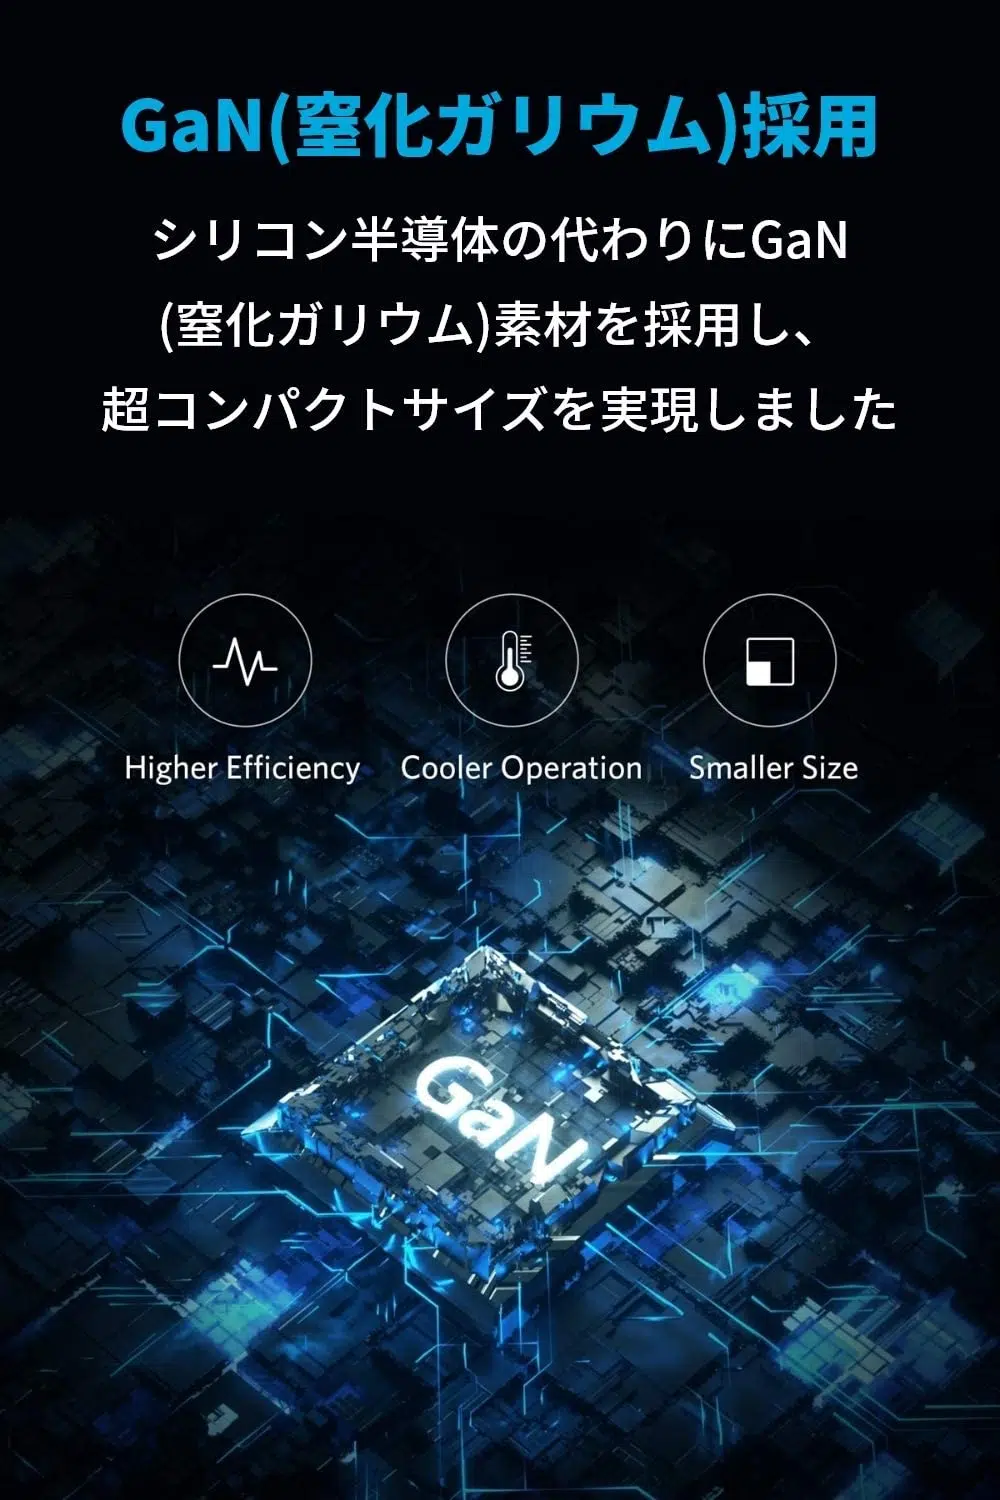 GaN(窒化ガリウム)採用
シリコン半導体の代わりにGaN
(窒化ガリウム)素材を採用し、
超コンパクトサイズを実現しました
Higher Efficiency
Cooler Operation
Smaller Size
GaN